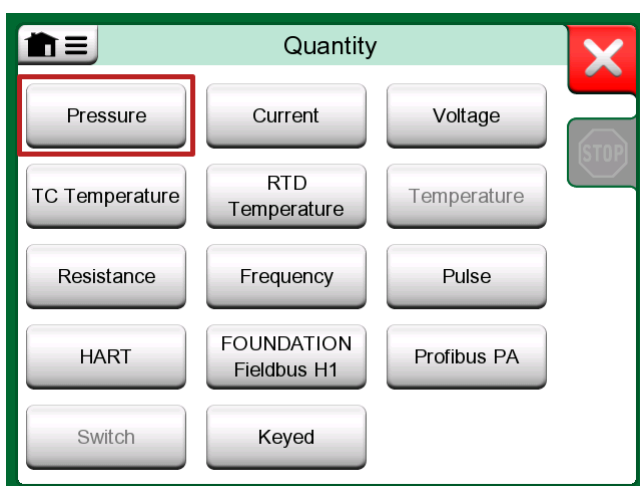 Quantity
Pressure
Current
Voltage
STOP
TC Temperature
RTD
Temperature
Temperature
Resistance
Frequency
Pulse
HART
FOUNDATION
Fieldbus H1
Profibus PA
Switch
Keyed